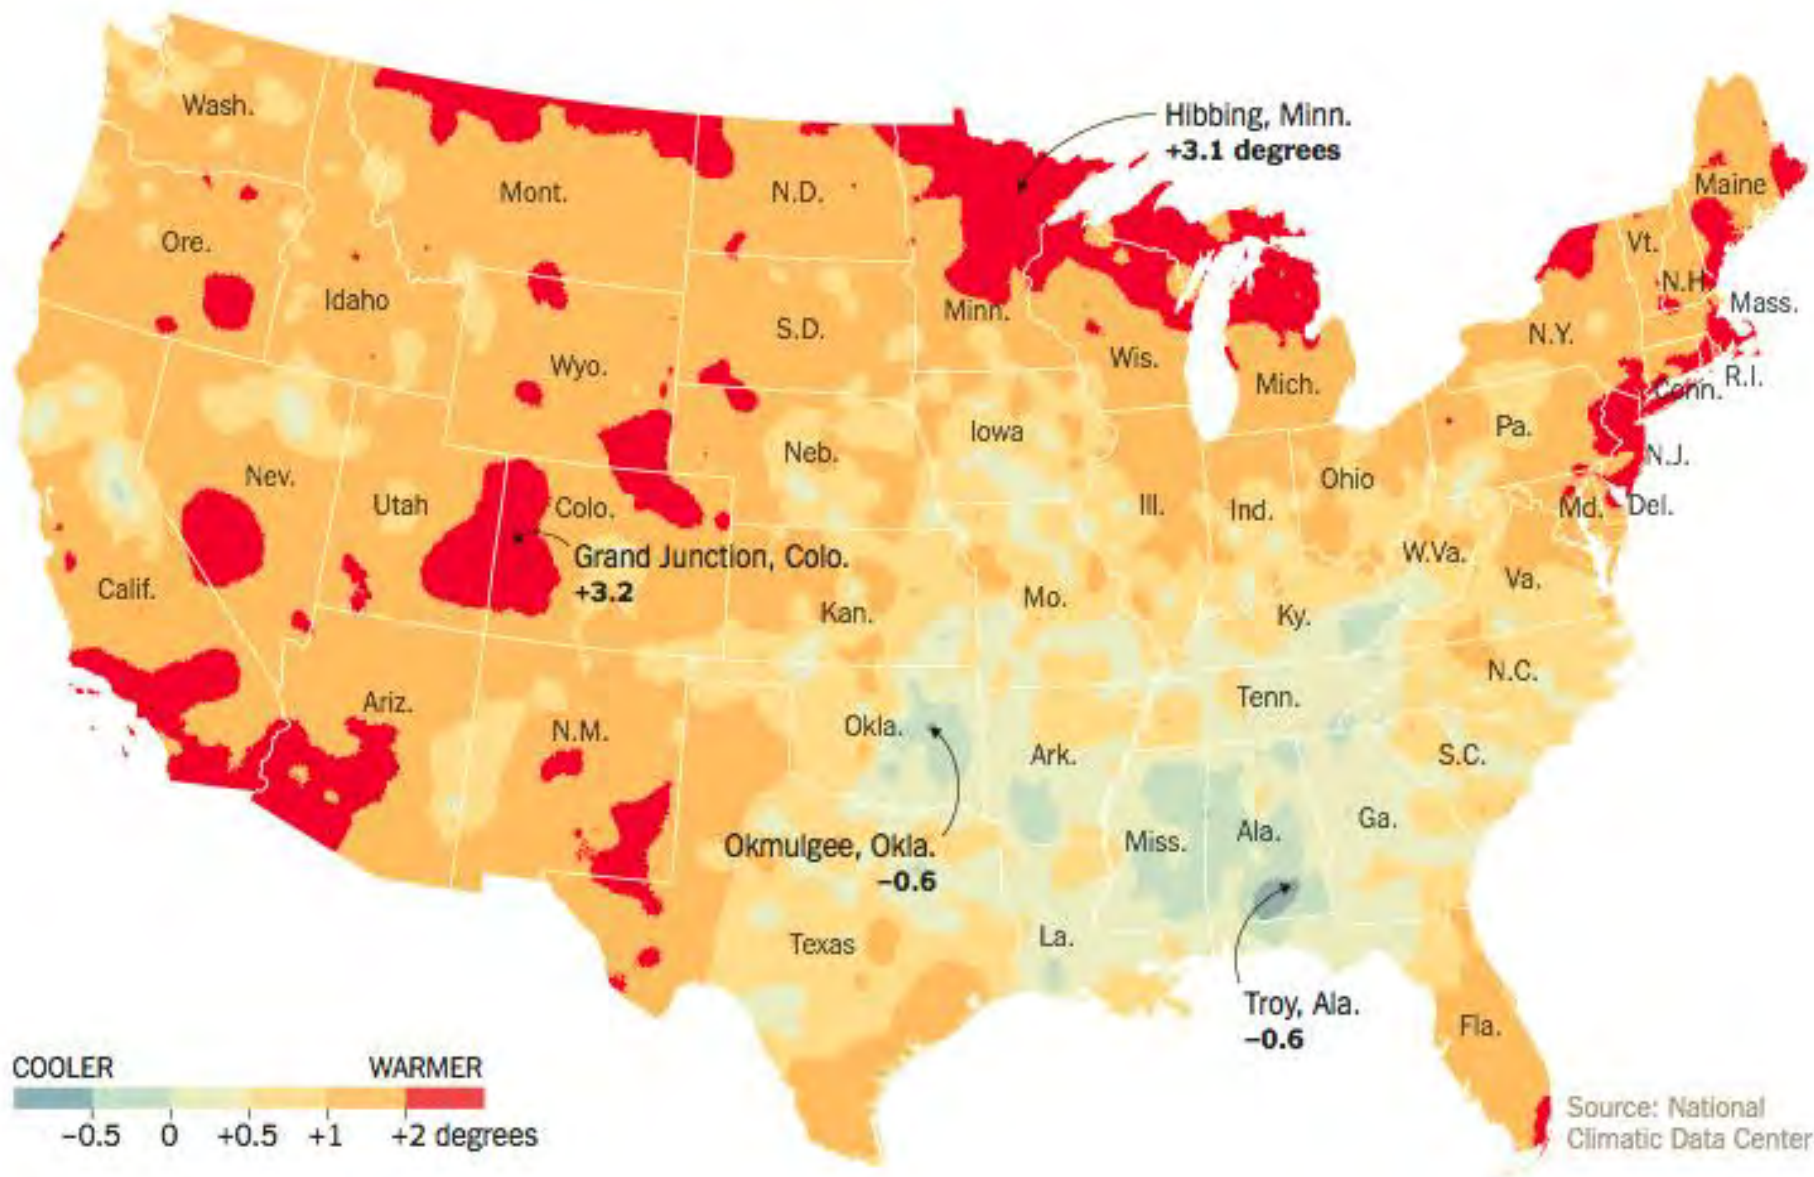 Wash.
Hibbing, Minn.
+3.1 degrees
Mont.
N.D.
Maine
Ore.
Vt.
N.H.
Idaho
Minn.
Mass.
S.D.
N.Y.
Wyo.
Wis.
Mich.
R.I.
Conn.
Iowa
Pa.
Neb.
N.J.
Nev.
Ohio
Utah
Colo.
Ill.
Ind.
Md.
Del.
Grand Junction, Colo.
+3.2
W.Va.
Va.
Calif.
Kan.
Mo.
Ky.
N.C.
Ariz.
Tenn.
N.M.
Okla.
Ark.
S.C.
Okmulgee, Okla.
−0.6
Miss.
Ala.
Ga.
Texas
La.
Troy, Ala.
−0.6
Fla.
COOLER WARMER
−0.5 0 +0.5 +1 +2 degrees
Source: National
Climatic Data Center